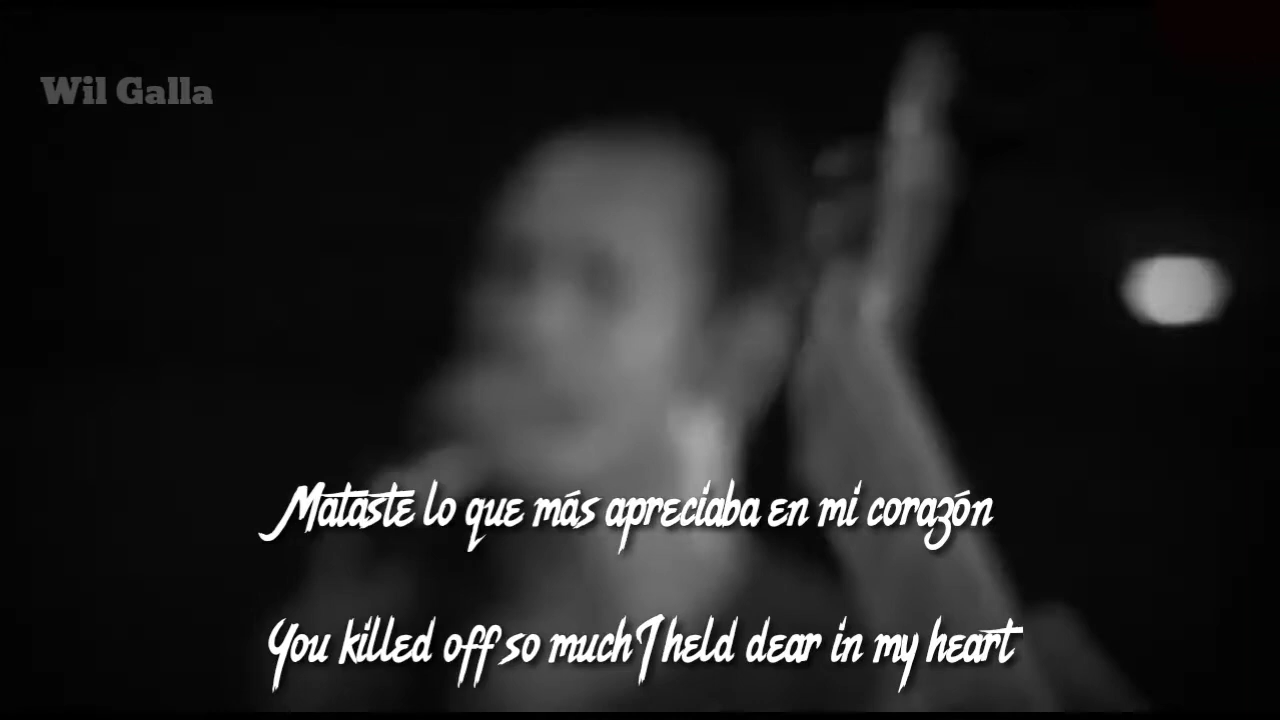 Wil Galla
Mataste lo que más apreciaba en mi corazón
You killed off so much I held dear in my heart